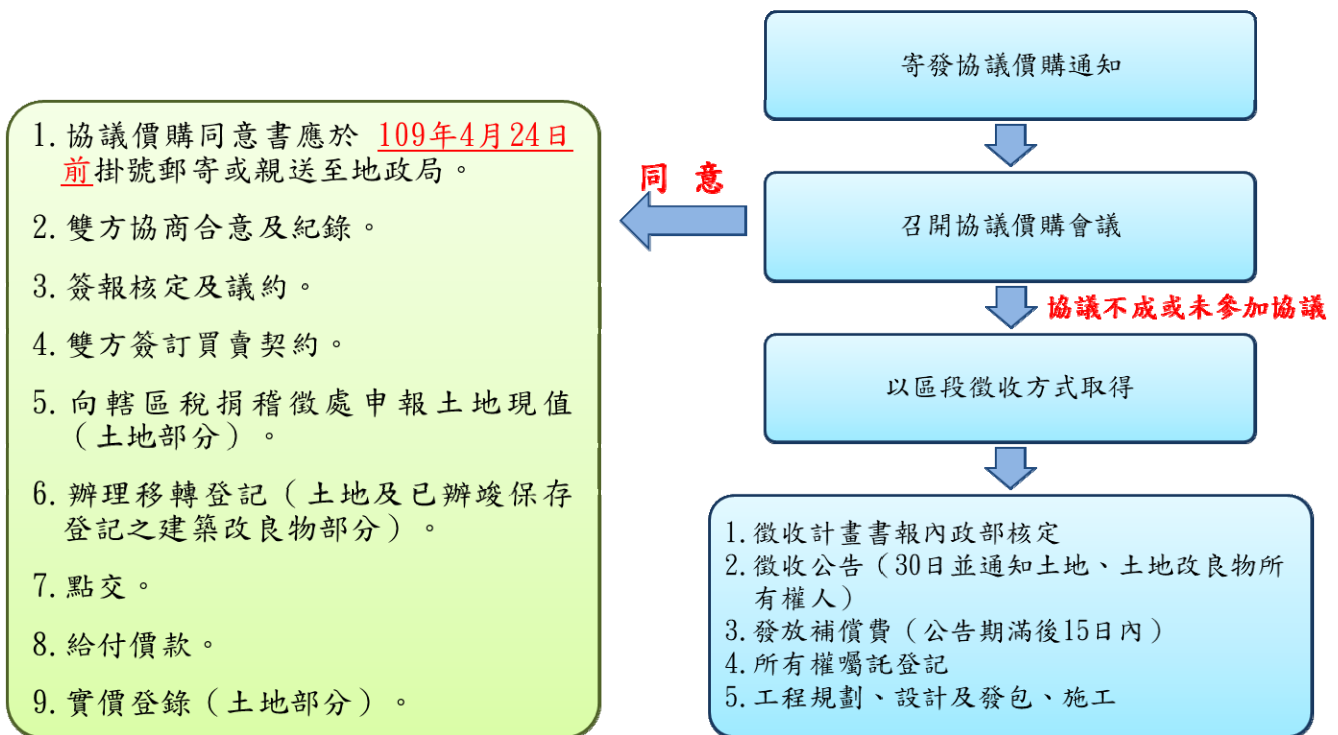 寄發協議價購通知
召開協議價購會議
同 意
1.協議價購同意書應於 109年4月24日
前掛號郵寄或親送至地政局。
2.雙方協商合意及紀錄。
3.簽報核定及議約。
4.雙方簽訂買賣契約。
5.向轄區稅捐稽徵處申報土地現值
（土地部分）。
6.辦理移轉登記（土地及已辦竣保存
登記之建築改良物部分）。
7.點交。
8.給付價款。
9.實價登錄（土地部分）。
協議不成或未參加協議
以區段徵收方式取得
1.徵收計畫書報內政部核定
2.徵收公告（30日並通知土地、土地改良物所
有權人）
3.發放補償費（公告期滿後15日內）
4.所有權囑託登記
5.工程規劃、設計及發包、施工